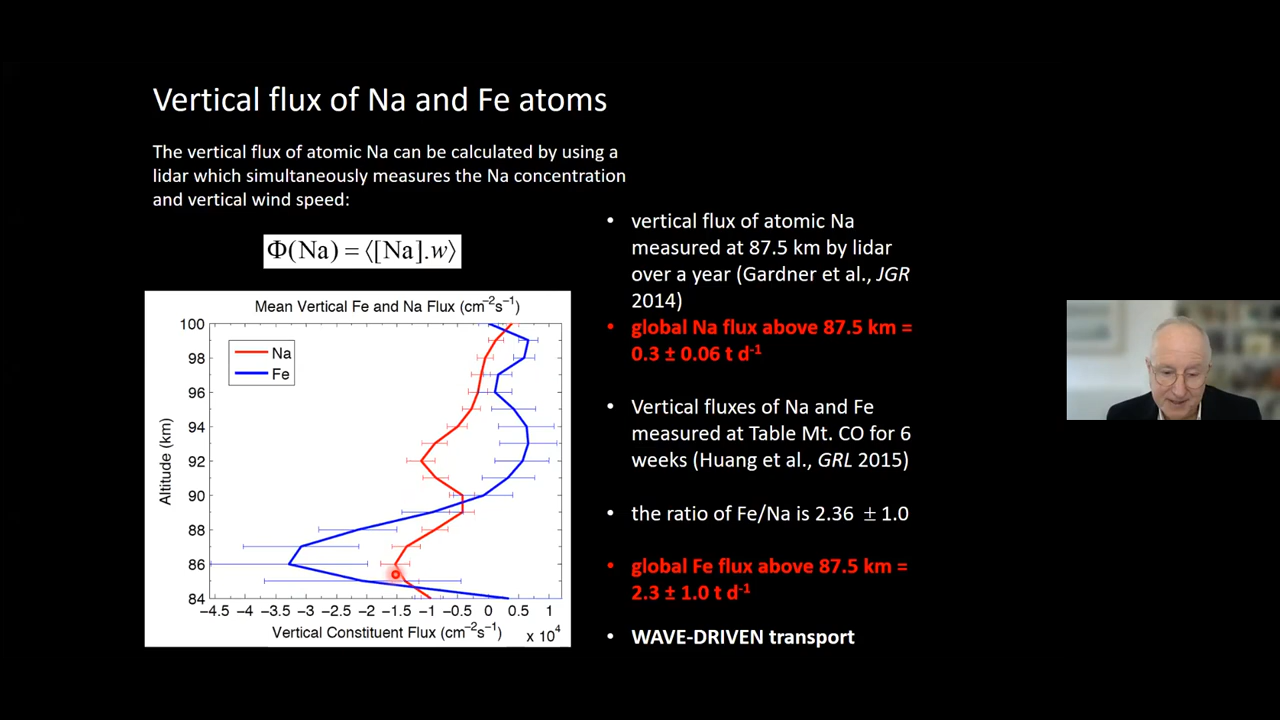 Vertical flux of Na and Fe atoms
The vertical flux of atomic Na can be calculated by using a
lidar which simultaneously measures the Na concentration
and vertical wind speed:
Φ(Na) = ⟨[Na].w⟩
Mean Vertical Fe and Na Flux (cm⁻²s⁻¹)
100
98
96
94
92
90
88
86
84
Altitude (km)
Na
Fe
−4.5 −4 −3.5 −3 −2.5 −2 −1.5 −1 −0.5 0 0.5 1
Vertical Constituent Flux (cm⁻²s⁻¹) x 10⁴
• vertical flux of atomic Na
measured at 87.5 km by lidar
over a year (Gardner et al., JGR
2014)
• global Na flux above 87.5 km =
0.3 ± 0.06 t d⁻¹
• Vertical fluxes of Na and Fe
measured at Table Mt. CO for 6
weeks (Huang et al., GRL 2015)
• the ratio of Fe/Na is 2.36 ± 1.0
• global Fe flux above 87.5 km =
2.3 ± 1.0 t d⁻¹
• WAVE-DRIVEN transport